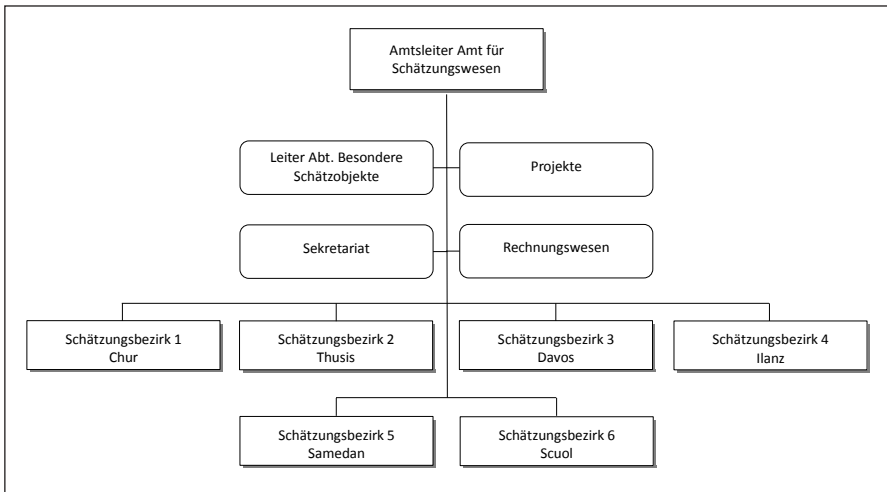 Amtsleiter Amt für
Schätzungswesen
Leiter Abt. Besondere
Schätzobjekte
Projekte
Sekretariat
Rechnungswesen
Schätzungsbezirk 1
Chur
Schätzungsbezirk 2
Thusis
Schätzungsbezirk 3
Davos
Schätzungsbezirk 4
Ilanz
Schätzungsbezirk 5
Samedan
Schätzungsbezirk 6
Scuol